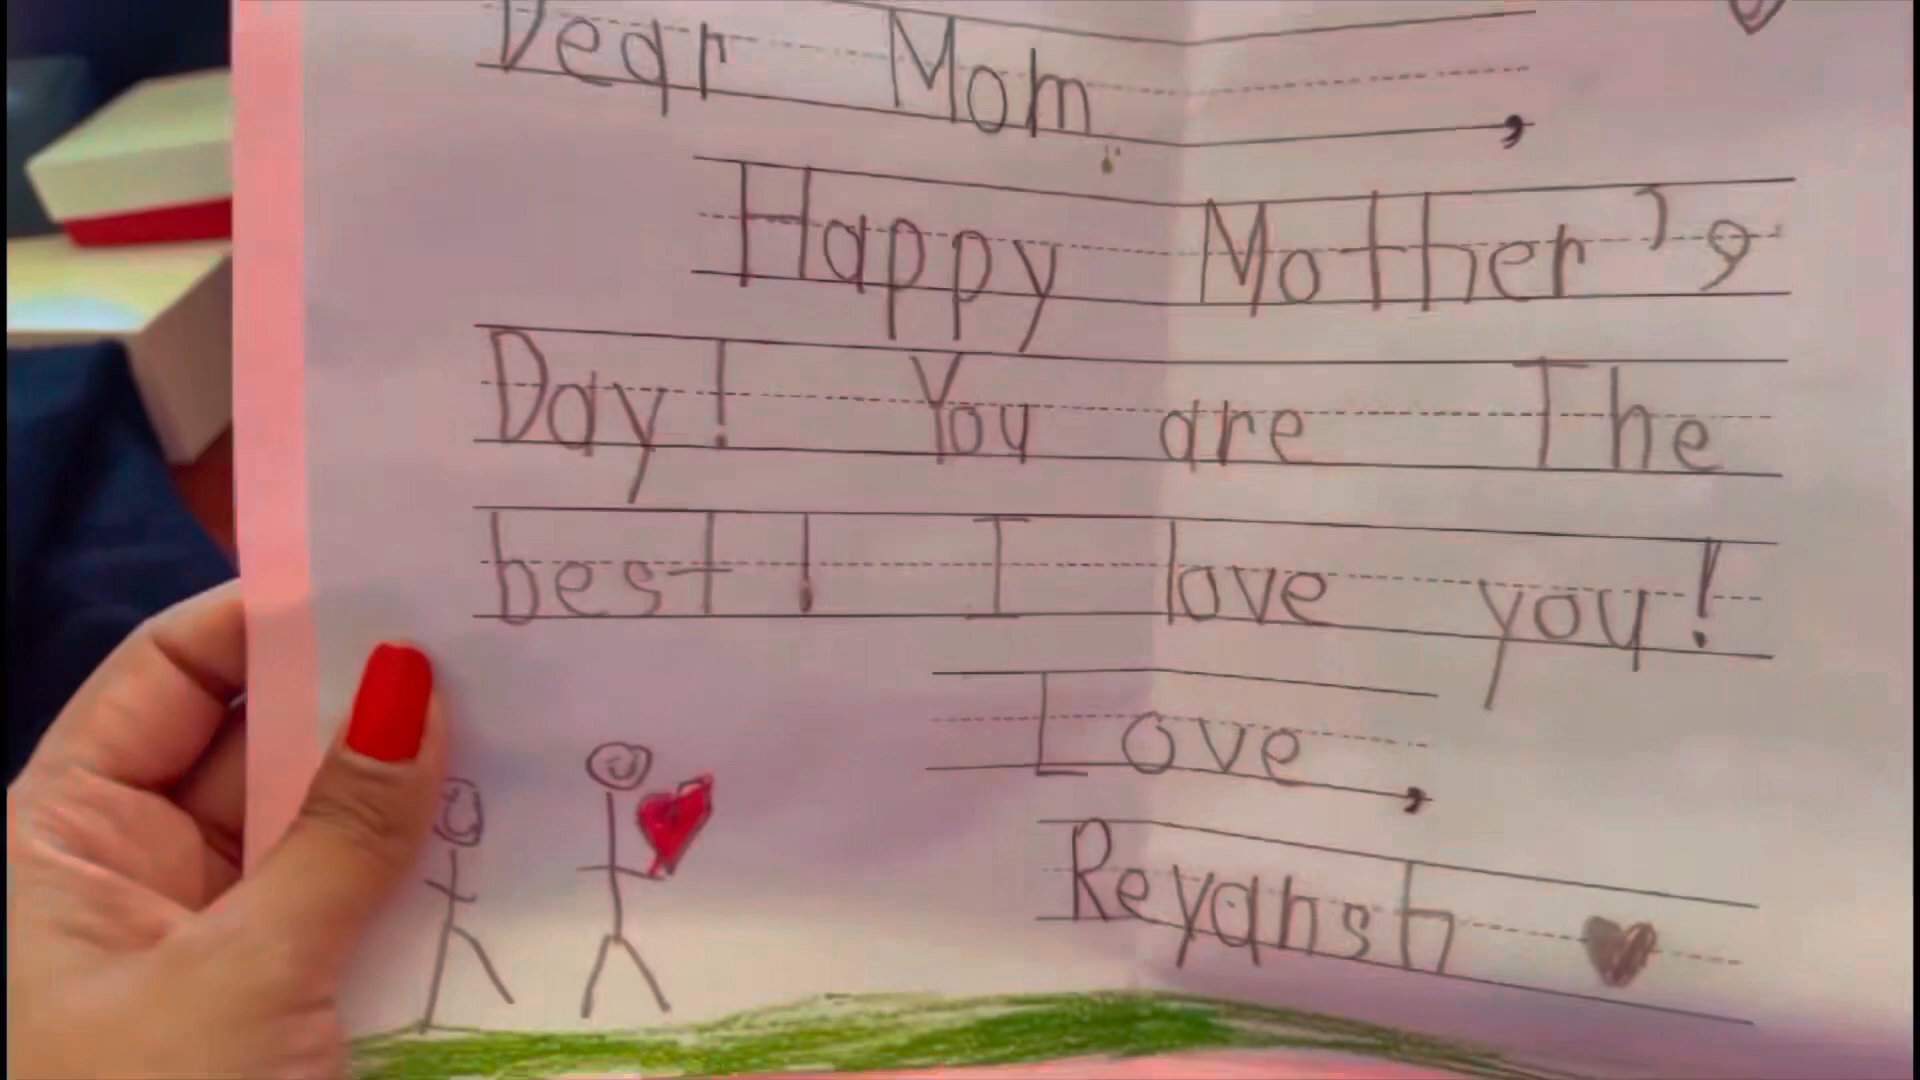 Dear Mom,
Happy Mother's
Day! You are The
best! I love you!
Love,
Reyansh